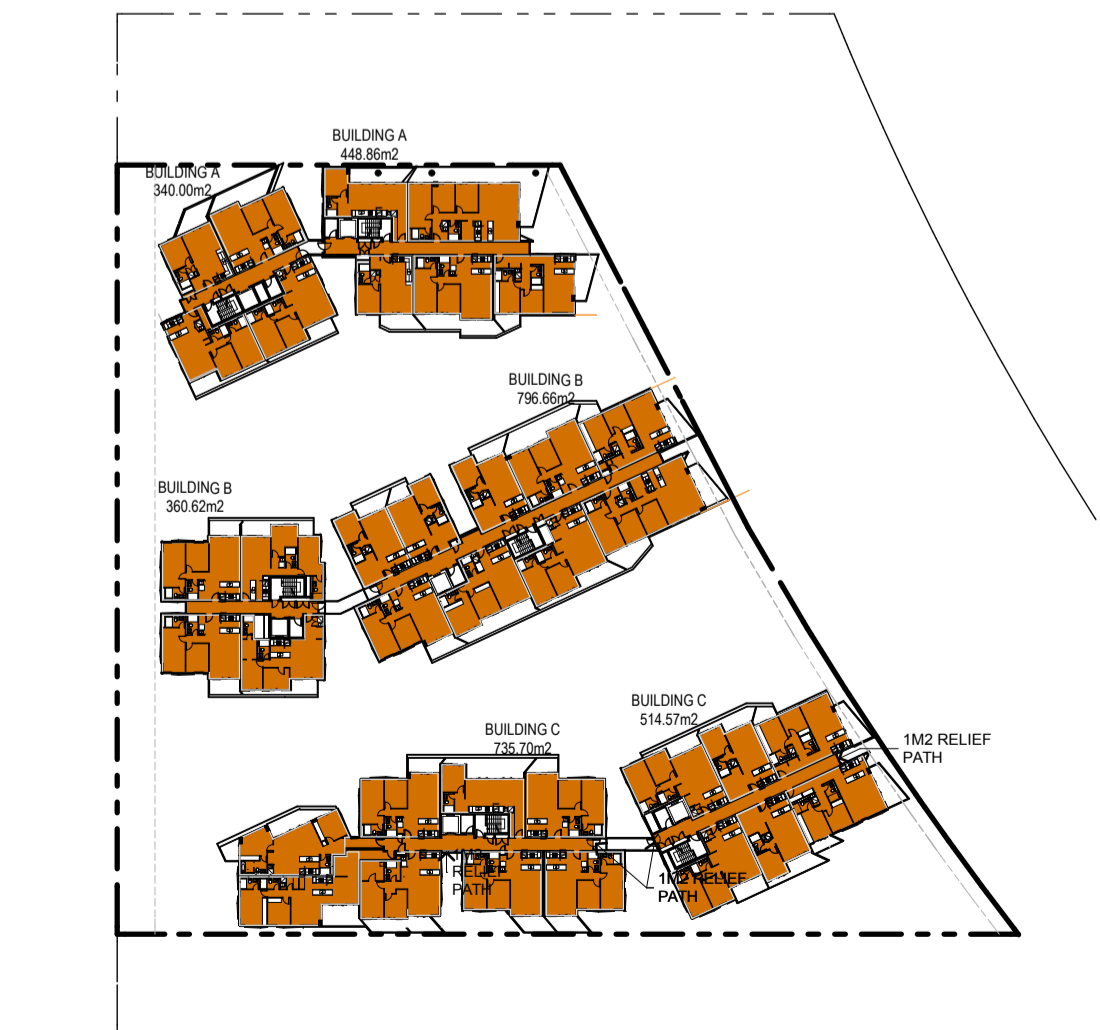 BUILDING A
448.86m2
BUILDING A
340.00m2
BUILDING B
796.66m2
BUILDING B
360.62m2
BUILDING C
514.57m2
BUILDING C
735.70m2
1M2 RELIEF
PATH
RELIEF
PATH
1M2 RELIEF
PATH